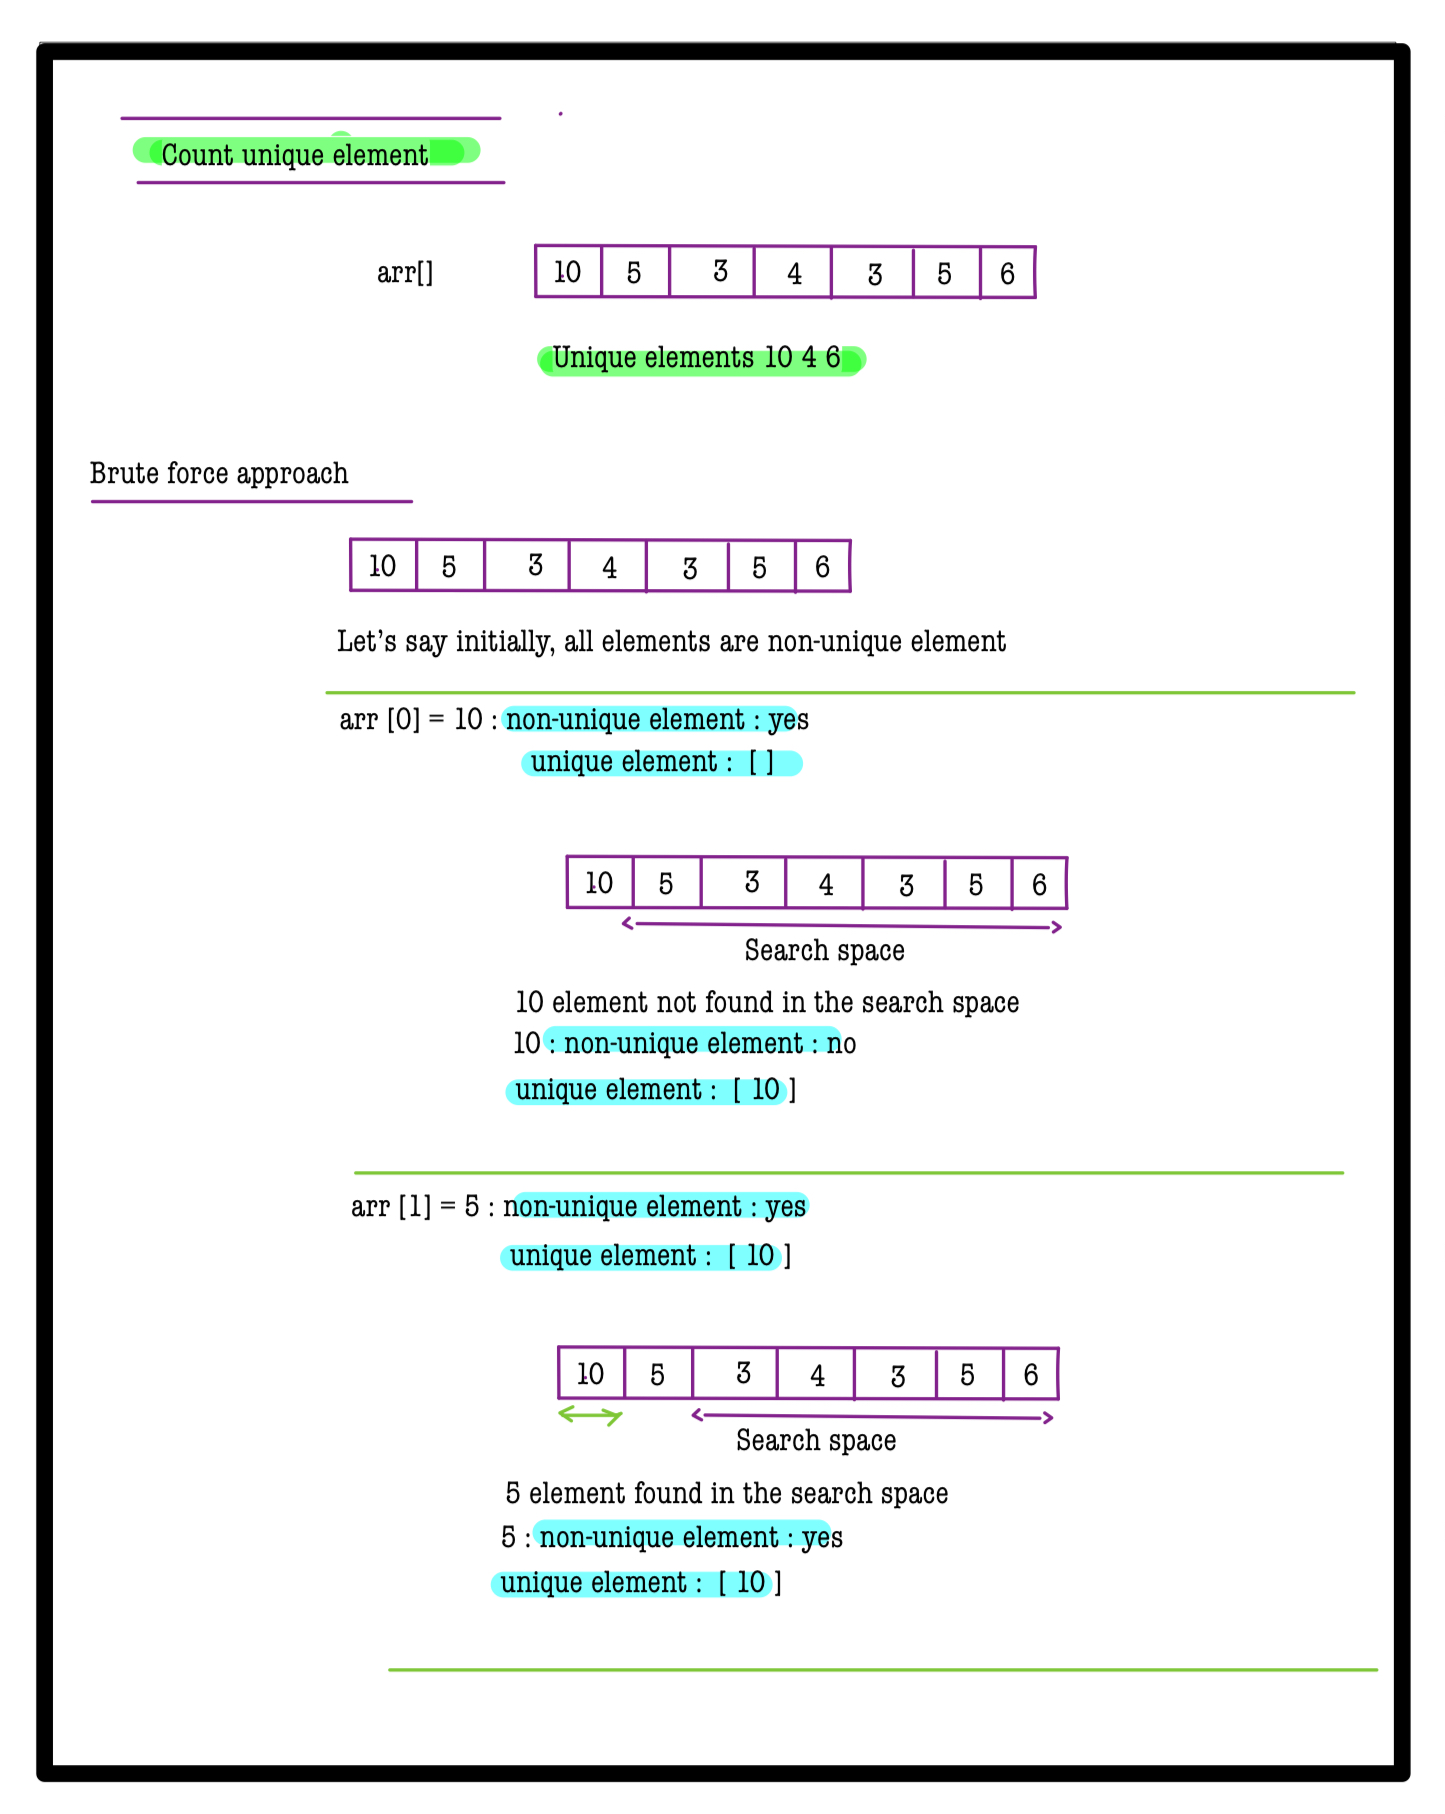 Count unique element
arr[] 10 5 3 4 3 5 6
Unique elements 10 4 6
Brute force approach
10 5 3 4 3 5 6
Let's say initially, all elements are non-unique element
arr [0] = 10 : non-unique element : yes
unique element : [ ]
10 5 3 4 3 5 6
Search space
10 element not found in the search space
10 : non-unique element : no
unique element : [ 10 ]
arr [1] = 5 : non-unique element : yes
unique element : [ 10 ]
10 5 3 4 3 5 6
Search space
5 element found in the search space
5 : non-unique element : yes
unique element : [ 10 ]